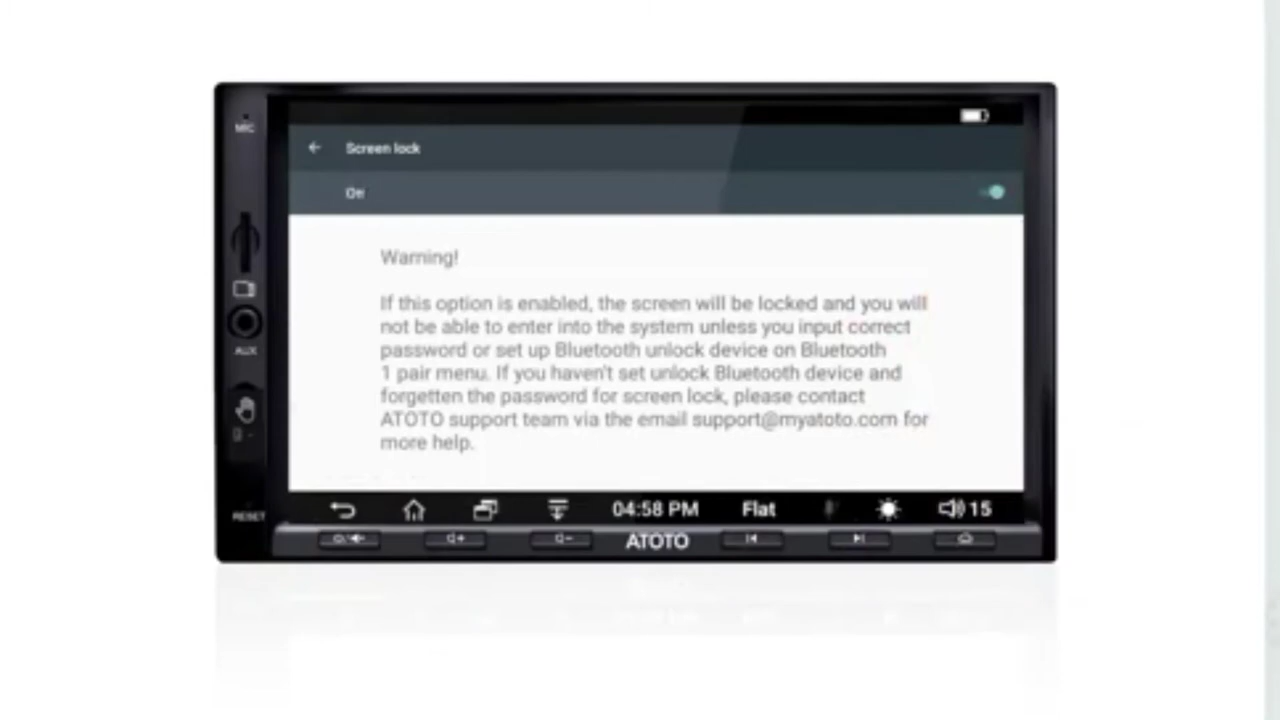 MIC
Screen lock
On
Warning!
If this option is enabled, the screen will be locked and you will
not be able to enter into the system unless you input correct
password or set up Bluetooth unlock device on Bluetooth
1 pair menu. If you haven't set unlock Bluetooth device and
forgetten the password for screen lock, please contact
ATOTO support team via the email support@myatoto.com for
more help.
AUX
RESET
04:58 PM Flat 15
ATOTO